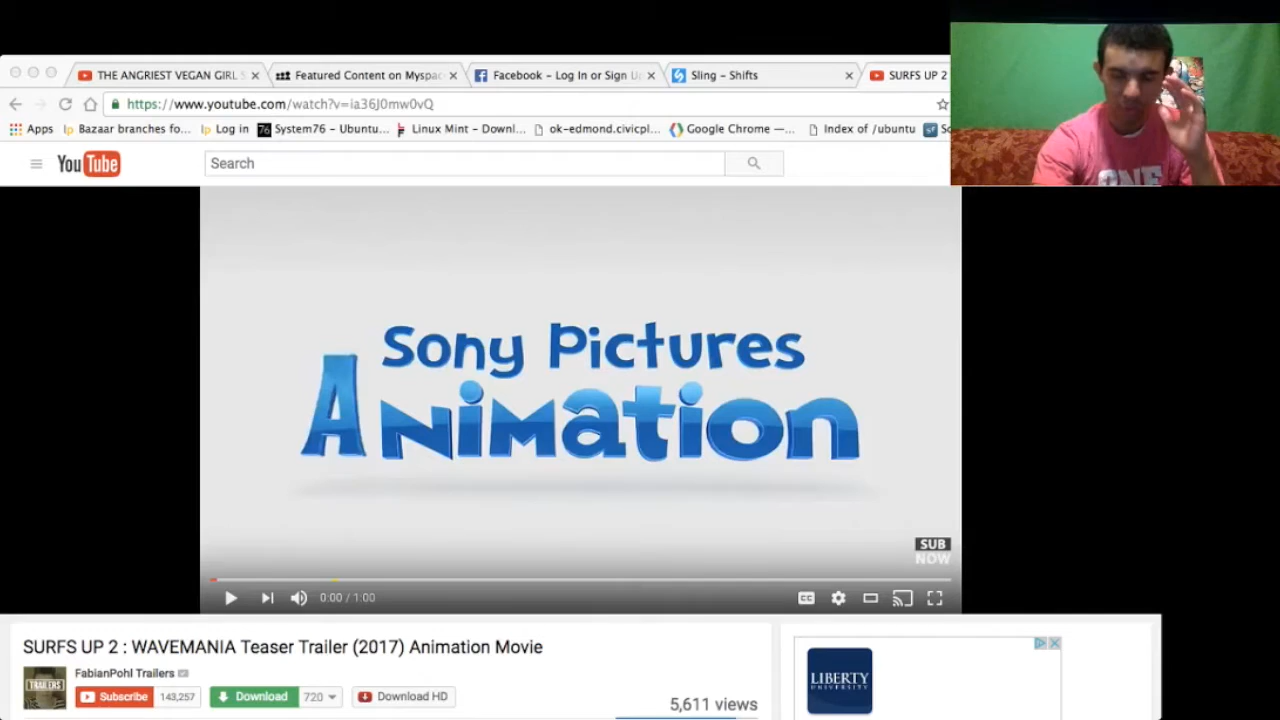 THE ANGRIEST VEGAN GIRL
Featured Content on Myspac
Facebook - Log In or Sign U
Sling - Shifts
SURFS UP 2
https://www.youtube.com/watch?v=ia36J0mw0vQ
Apps
Bazaar branches fo...
Log in
System76 - Ubuntu...
Linux Mint - Downl...
ok-edmond.civicpl...
Google Chrome —...
Index of /ubuntu
YouTube
Search
ONE
Sony Pictures
Animation
SUB
NOW
0:00 / 1:00
CC
SURFS UP 2 : WAVEMANIA Teaser Trailer (2017) Animation Movie
FabianPohl Trailers
TRAILERS
Subscribe 143,257
Download 720
Download HD
5,611 views
LIBERTY
UNIVERSITY